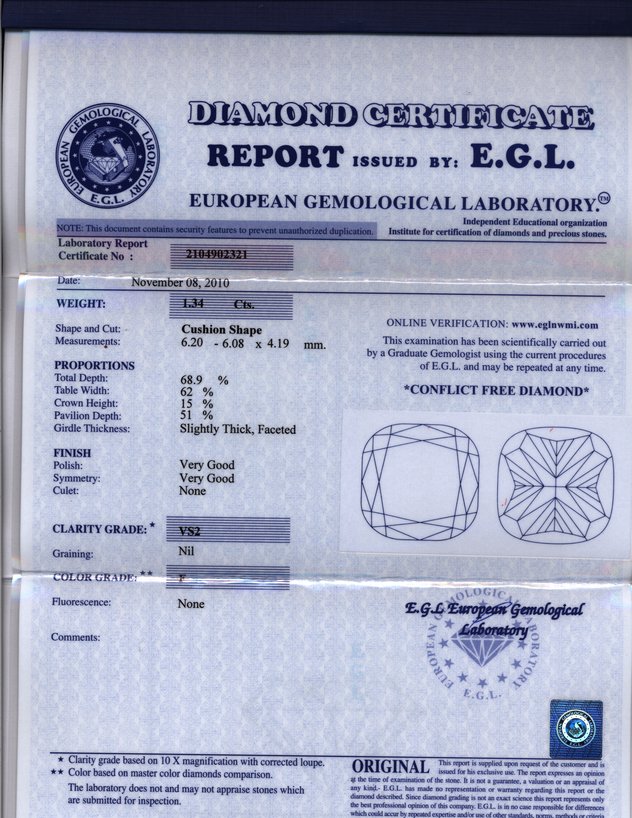 DIAMOND CERTIFICATE
REPORT ISSUED BY: E.G.L.
EUROPEAN GEMOLOGICAL LABORATORY.™
EUROPEAN GEMOLOGICAL LABORATORY
E.G.L.
Independent Educational organization
NOTE: This document contains security features to prevent unauthorized duplication.
Institute for certification of diamonds and precious stones.
Laboratory Report
Certificate No : 2104902321
Date: November 08, 2010
WEIGHT: 1.34 Cts.
Shape and Cut: Cushion Shape
Measurements: 6.20 - 6.08 x 4.19 mm.
PROPORTIONS
Total Depth: 68.9 %
Table Width: 62 %
Crown Height: 15 %
Pavilion Depth: 51 %
Girdle Thickness: Slightly Thick, Faceted
FINISH
Polish: Very Good
Symmetry: Very Good
Culet: None
CLARITY GRADE: * VS2
Graining: Nil
COLOR GRADE: ** F
Fluorescence: None
Comments:
ONLINE VERIFICATION: www.eglnwmi.com
This examination has been scientifically carried out
by a Graduate Gemologist using the current procedures
of E.G.L. and may be repeated at any time.
*CONFLICT FREE DIAMOND*
E.G.L European Gemological
Laboratory
EUROPEAN GEMOLOGICAL LABORATORY
E.G.L.
* Clarity grade based on 10 X magnification with corrected loupe.
** Color based on master color diamonds comparison.
The laboratory does not and may not appraise stones which
are submitted for inspection.
ORIGINAL This report is supplied upon request of the customer and is
issued for his exclusive use. The report expresses an opinion
at the time of examination of the stone. It is not a guarantee, a valuation or an appraisal of
any kind.- E.G.L. has made no representation or warranty regarding this report or the
diamond described. Since diamond grading is not an exact science this report represents only
the best professional opinion of this company. E.G.L. is in no case responsible for differences
which could accur by repeated expertise and/or use of other standards, norms, methods or criteria